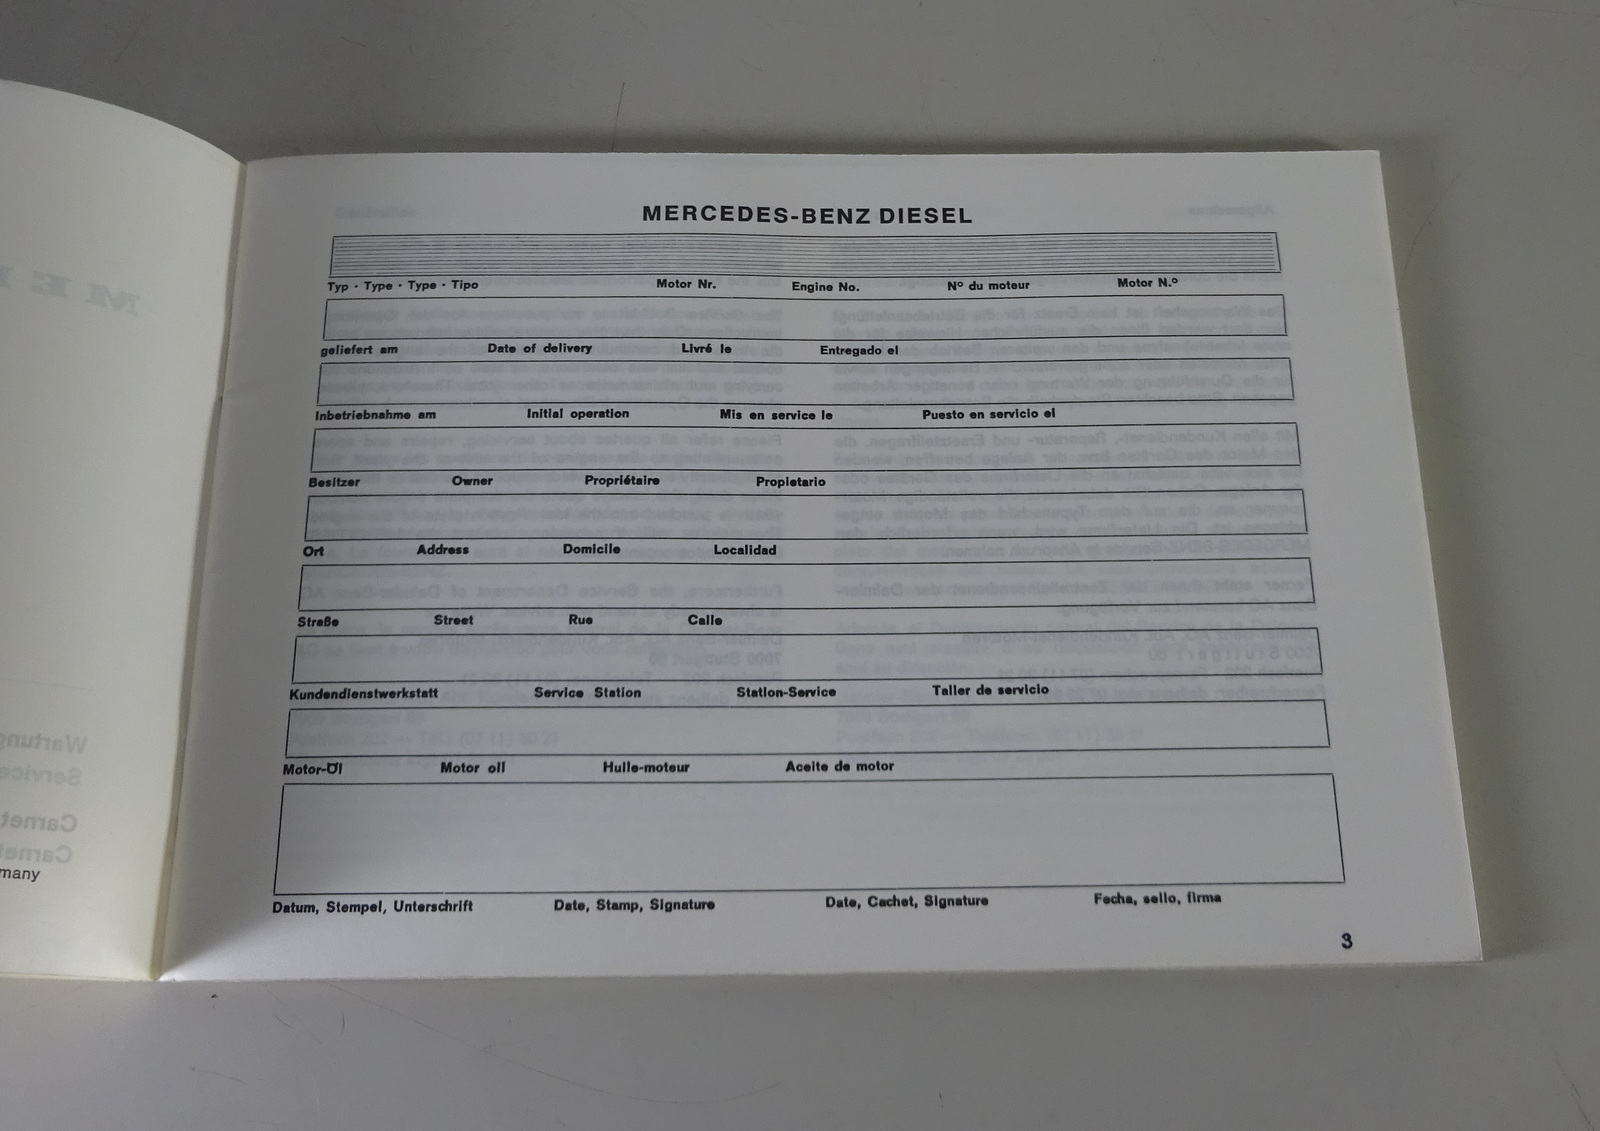 MERCEDES-BENZ DIESEL
Typ · Type · Type · Tipo Motor Nr. Engine No. Nº du moteur Motor N.º
geliefert am Date of delivery Livré le Entregado el
Inbetriebnahme am Initial operation Mis en service le Puesto en servicio el
Besitzer Owner Propriétaire Propietario
Ort Address Domicile Localidad
Straße Street Rue Calle
Kundendienstwerkstatt Service Station Station-Service Taller de servicio
Motor-Öl Motor oil Huile-moteur Aceite de motor
Datum, Stempel, Unterschrift Date, Stamp, Signature Date, Cachet, Signature Fecha, sello, firma
3
many